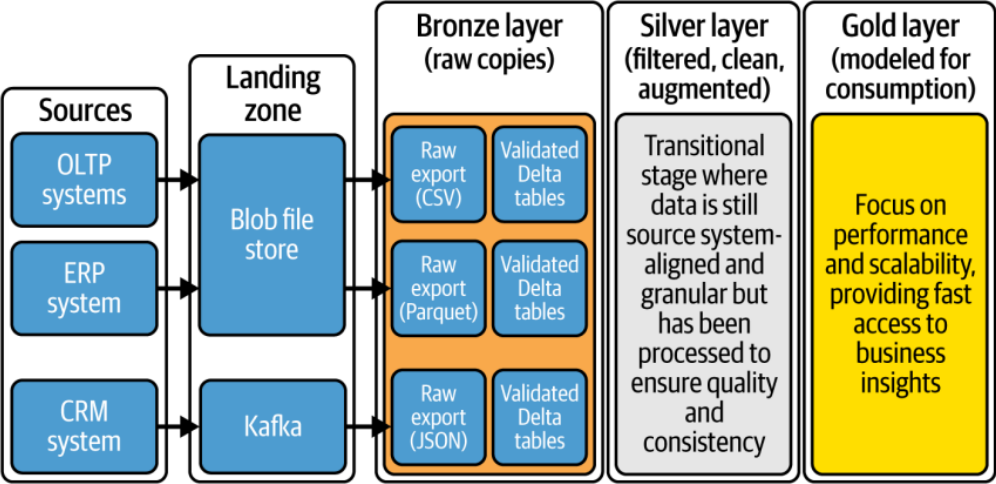 Sources
OLTP
systems
ERP
system
CRM
system
Landing
zone
Blob file
store
Kafka
Bronze layer
(raw copies)
Raw
export
(CSV)
Validated
Delta
tables
Raw
export
(Parquet)
Validated
Delta
tables
Raw
export
(JSON)
Validated
Delta
tables
Silver layer
(filtered, clean,
augmented)
Transitional
stage where
data is still
source system-
aligned and
granular but
has been
processed to
ensure quality
and
consistency
Gold layer
(modeled for
consumption)
Focus on
performance
and scalability,
providing fast
access to
business
insights